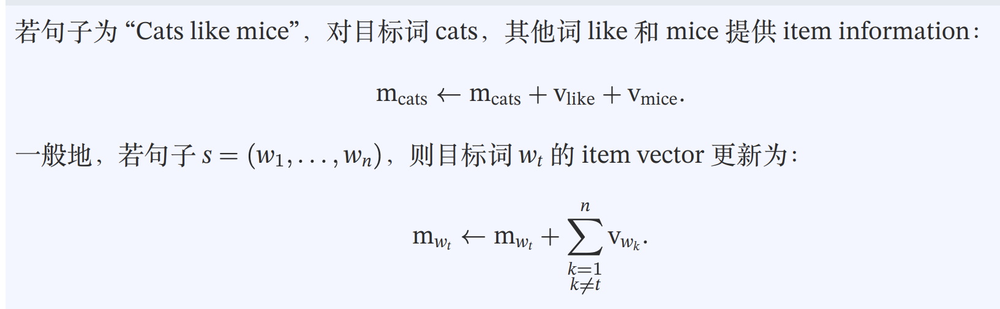 若句子为 “Cats like mice”，对目标词 cats，其他词 like 和 mice 提供 item information：
m_cats ← m_cats + v_like + v_mice.
一般地，若句子 s = (w_1, . . . , w_n)，则目标词 w_t 的 item vector 更新为：
m_{w_t} ← m_{w_t} + \sum_{\substack{k=1 \\ k≠t}}^{n} v_{w_k}.